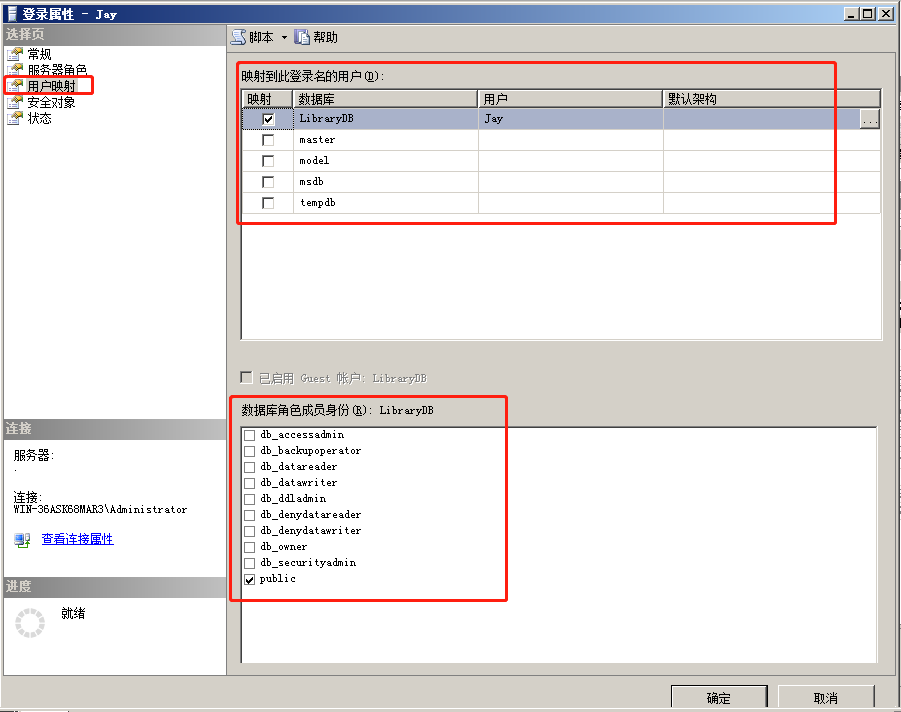 登录属性 - Jay
选择页
常规
服务器角色
用户映射
安全对象
状态
脚本
帮助
映射到此登录名的用户(D):
映射 数据库 用户 默认架构
LibraryDB Jay ...
master
model
msdb
tempdb
已启用 Guest 帐户: LibraryDB
数据库角色成员身份(R): LibraryDB
db_accessadmin
db_backupoperator
db_datareader
db_datawriter
db_ddladmin
db_denydatareader
db_denydatawriter
db_owner
db_securityadmin
public
连接
服务器:
.
连接:
WIN-36ASK68MAR3\Administrator
查看连接属性
进度
就绪
确定
取消